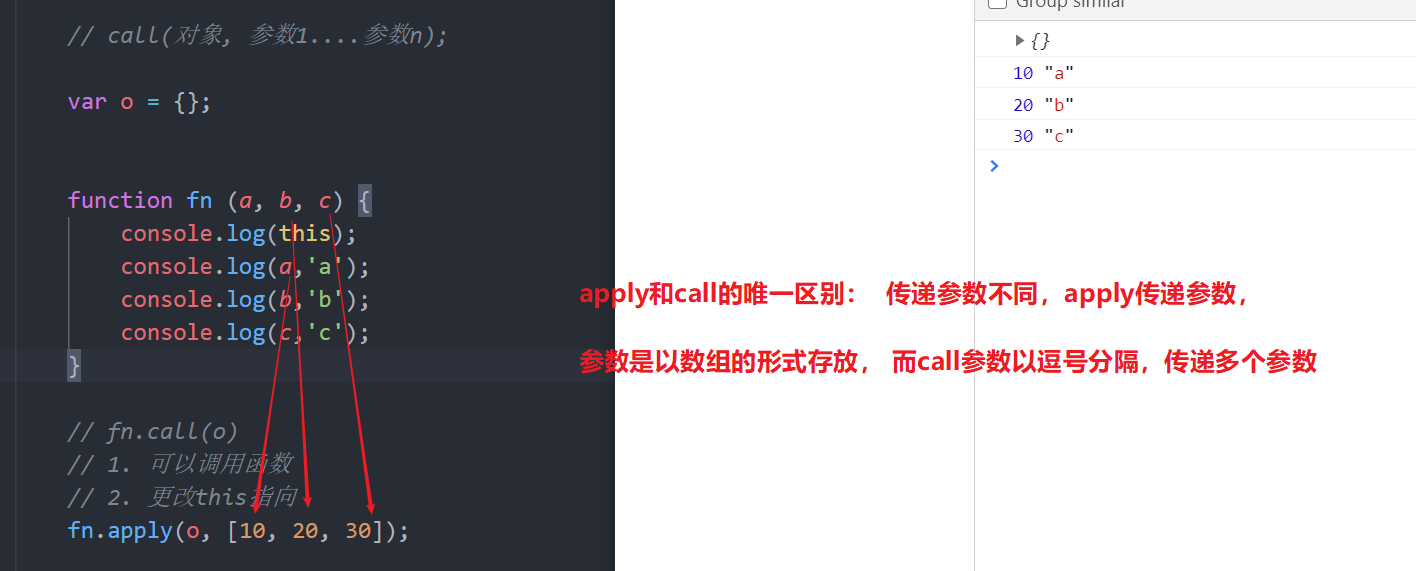 // call(对象, 参数1....参数n);
var o = {};
function fn (a, b, c) {
console.log(this);
console.log(a,'a');
console.log(b,'b');
console.log(c,'c');
}
// fn.call(o)
// 1. 可以调用函数
// 2. 更改this指向
fn.apply(o, [10, 20, 30]);
apply和call的唯一区别： 传递参数不同，apply传递参数，
参数是以数组的形式存放， 而call参数以逗号分隔，传递多个参数
Group similar
{}
10 "a"
20 "b"
30 "c"